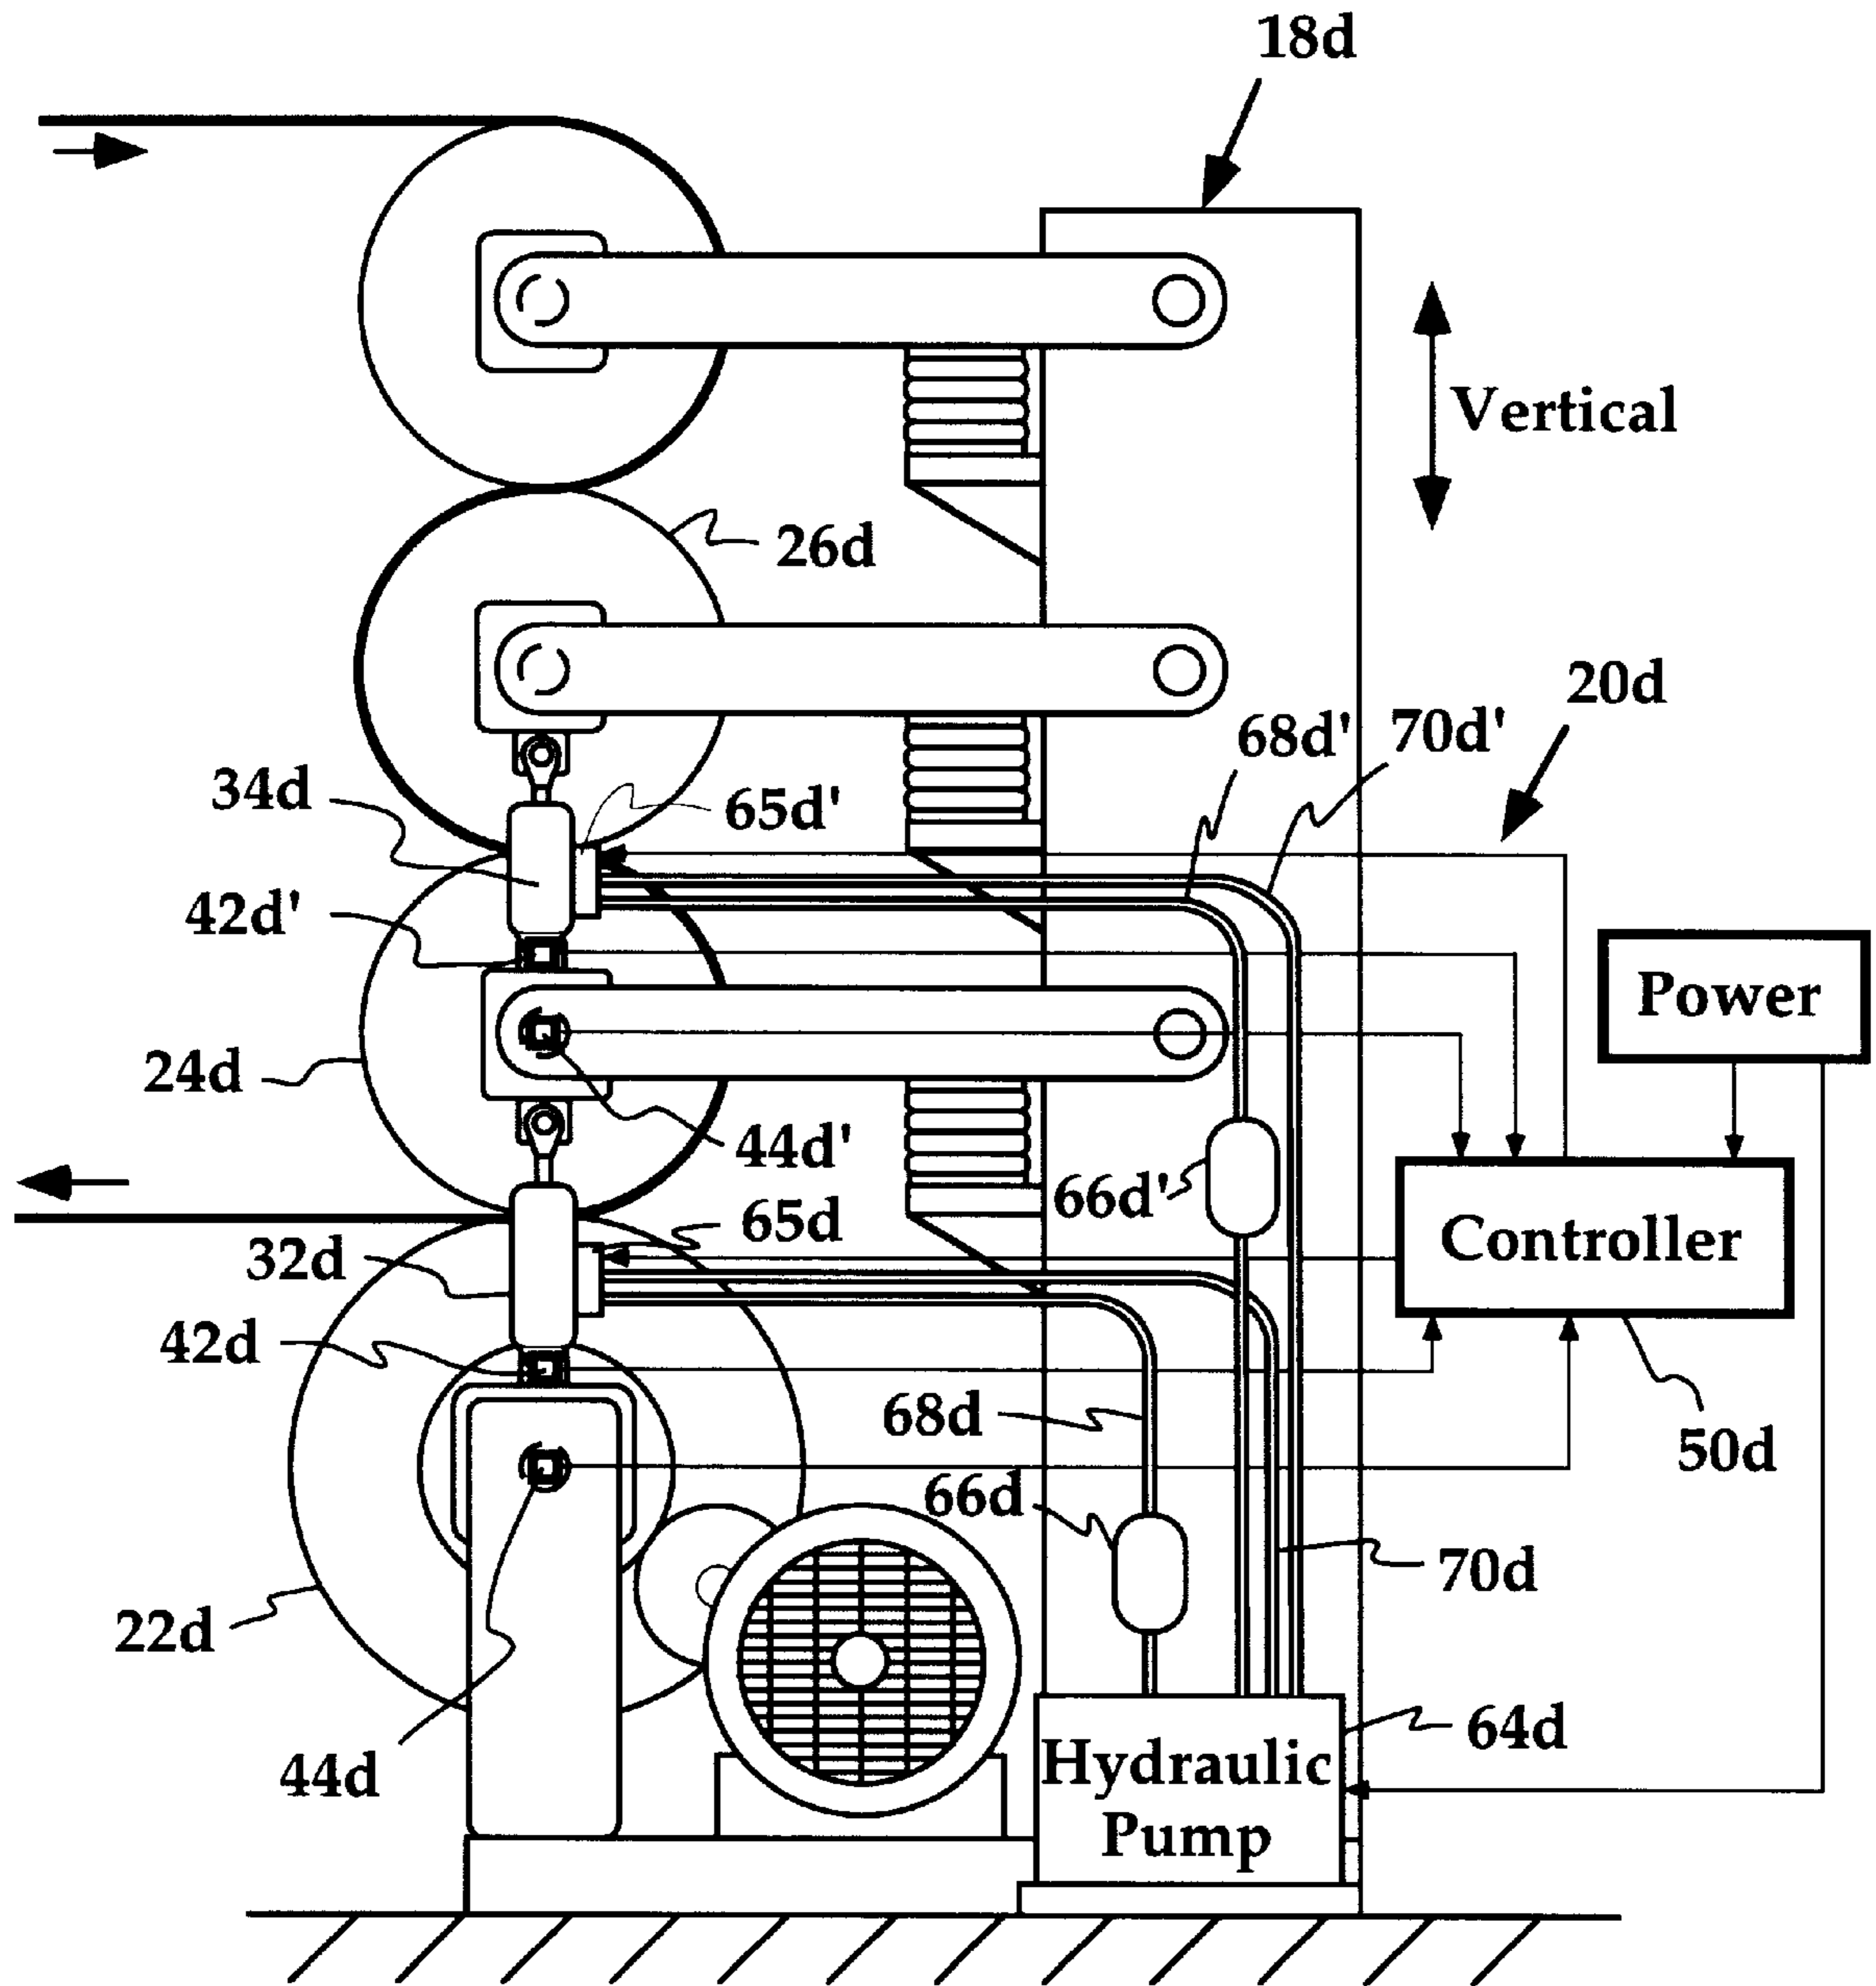 18d
Vertical
26d
20d
68d'
70d'
34d
65d'
42d'
Power
24d
44d'
66d'
65d
Controller
32d
42d
68d
50d
66d
70d
22d
64d
44d
Hydraulic
Pump